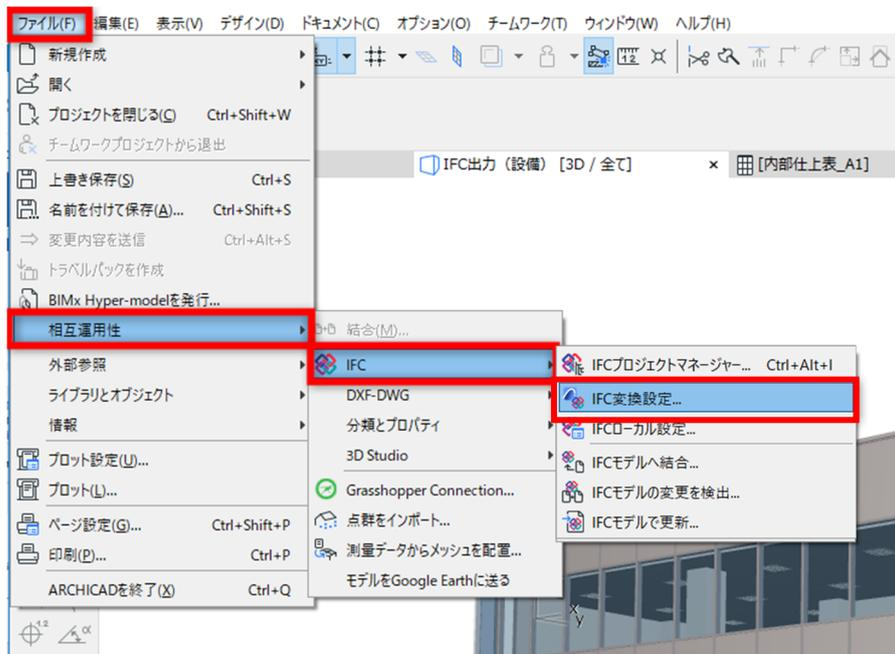 ファイル(F) 編集(E) 表示(V) デザイン(D) ドキュメント(C) オプション(O) チームワーク(T) ウィンドウ(W) ヘルプ(H)
新規作成
開く
プロジェクトを閉じる(C) Ctrl+Shift+W
チームワークプロジェクトから退出
IFC出力（設備） [3D / 全て] × [内部仕上表_A1]
上書き保存(S) Ctrl+S
名前を付けて保存(A)... Ctrl+Shift+S
変更内容を送信 Ctrl+Alt+S
トラベルパックを作成
BIMx Hyper-modelを発行...
相互運用性
外部参照
ライブラリとオブジェクト
情報
プロット設定(U)...
プロット(L)...
ページ設定(G)... Ctrl+Shift+P
印刷(P)... Ctrl+P
ARCHICADを終了(X) Ctrl+Q
結合(M)...
IFC
DXF-DWG
分類とプロパティ
3D Studio
Grasshopper Connection...
点群をインポート...
測量データからメッシュを配置...
モデルをGoogle Earthに送る
IFCプロジェクトマネージャー... Ctrl+Alt+I
IFC変換設定...
IFCローカル設定...
IFCモデルへ結合...
IFCモデルの変更を検出...
IFCモデルで更新...
x
y